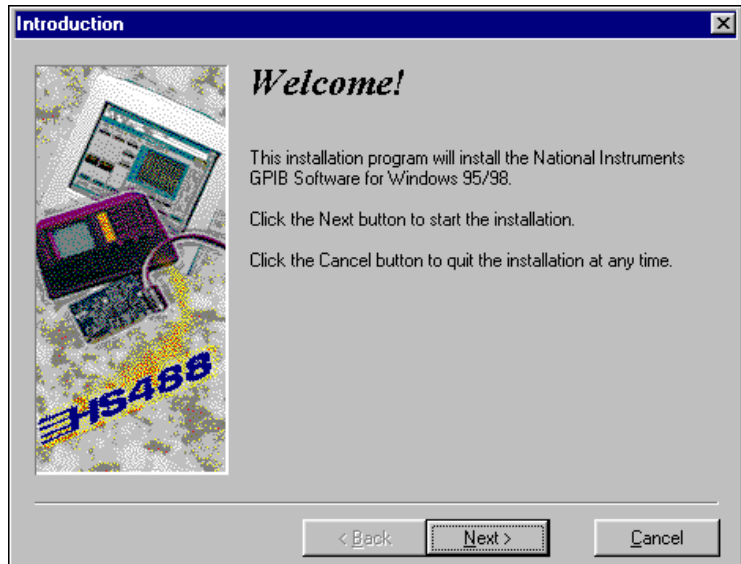 Introduction
Welcome!
This installation program will install the National Instruments
GPIB Software for Windows 95/98.
Click the Next button to start the installation.
Click the Cancel button to quit the installation at any time.
HS488
< Back
Next >
Cancel